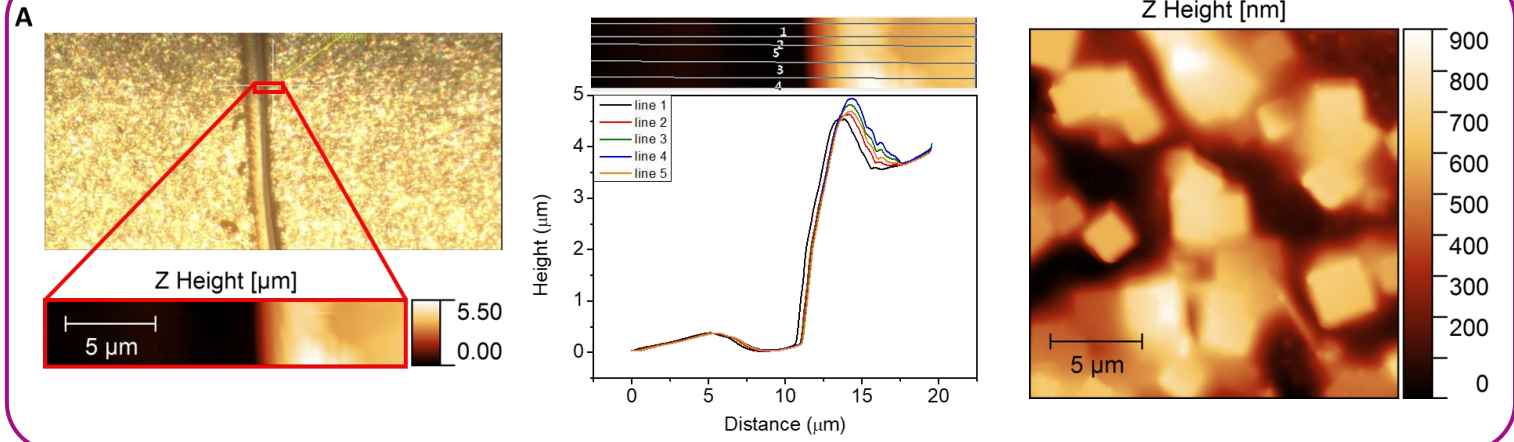 A
Z Height [µm]
5 µm
5.50
0.00
1
2
5
3
4
line 1
line 2
line 3
line 4
line 5
5
4
3
2
1
0
Height (µm)
0 5 10 15 20
Distance (µm)
Z Height [nm]
5 µm
900
800
700
600
500
400
300
200
0